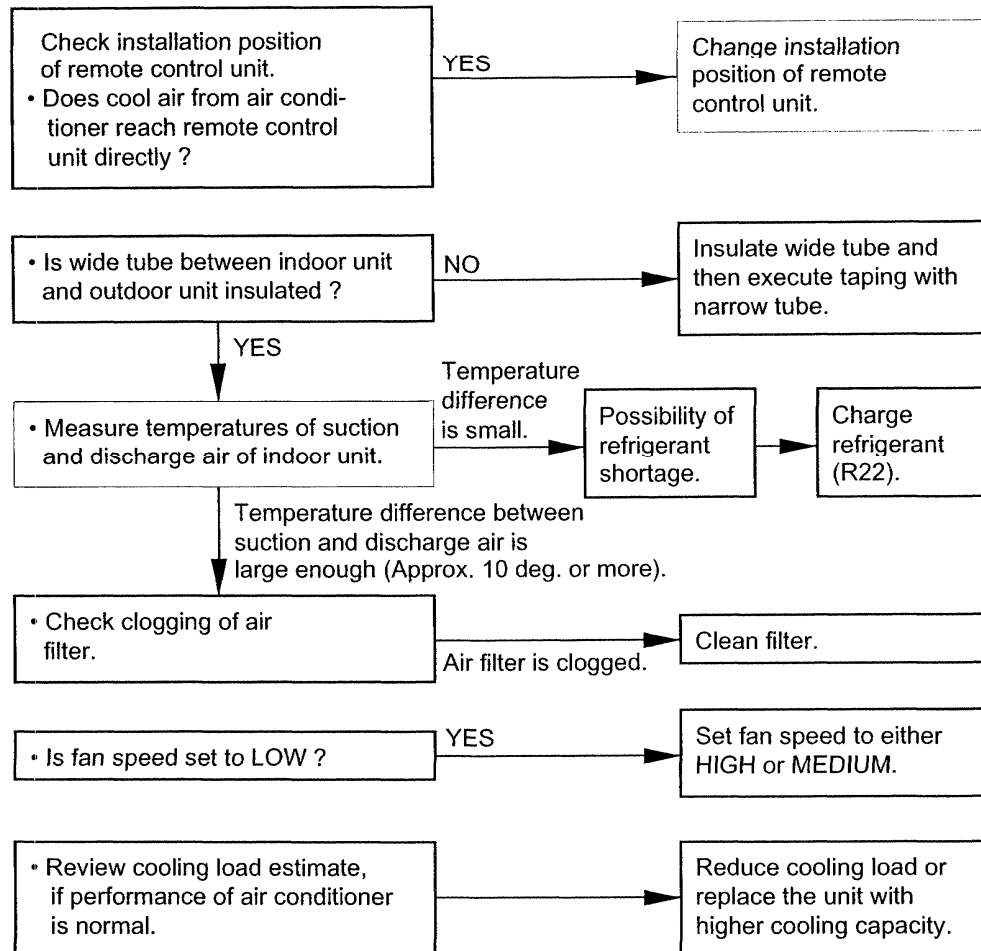 Check installation position
of remote control unit.
• Does cool air from air condi-
tioner reach remote control
unit directly ?
YES
Change installation
position of remote
control unit.
• Is wide tube between indoor unit
and outdoor unit insulated ?
NO
Insulate wide tube and
then execute taping with
narrow tube.
YES
• Measure temperatures of suction
and discharge air of indoor unit.
Temperature
difference
is small.
Possibility of
refrigerant
shortage.
Charge
refrigerant
(R22).
Temperature difference between
suction and discharge air is
large enough (Approx. 10 deg. or more).
• Check clogging of air
filter.
Air filter is clogged.
Clean filter.
• Is fan speed set to LOW ?
YES
Set fan speed to either
HIGH or MEDIUM.
• Review cooling load estimate,
if performance of air conditioner
is normal.
Reduce cooling load or
replace the unit with
higher cooling capacity.